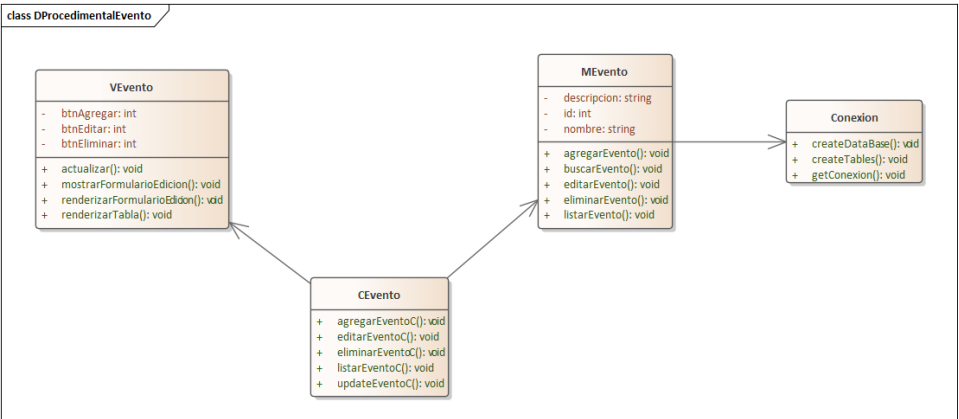 class DProcedimentalEvento
VEvento
- btnAgregar: int
- btnEditar: int
- btnEliminar: int
+ actualizar(): void
+ mostrarFormularioEdicion(): void
+ renderizarFormularioEdicion(): void
+ renderizarTabla(): void
MEvento
- descripcion: string
- id: int
- nombre: string
+ agregarEvento(): void
+ buscarEvento(): void
+ editarEvento(): void
+ eliminarEvento(): void
+ listarEvento(): void
Conexion
+ createDataBase(): void
+ createTables(): void
+ getConexion(): void
CEvento
+ agregarEventoC(): void
+ editarEventoC(): void
+ eliminarEventoC(): void
+ listarEventoC(): void
+ updateEventoC(): void